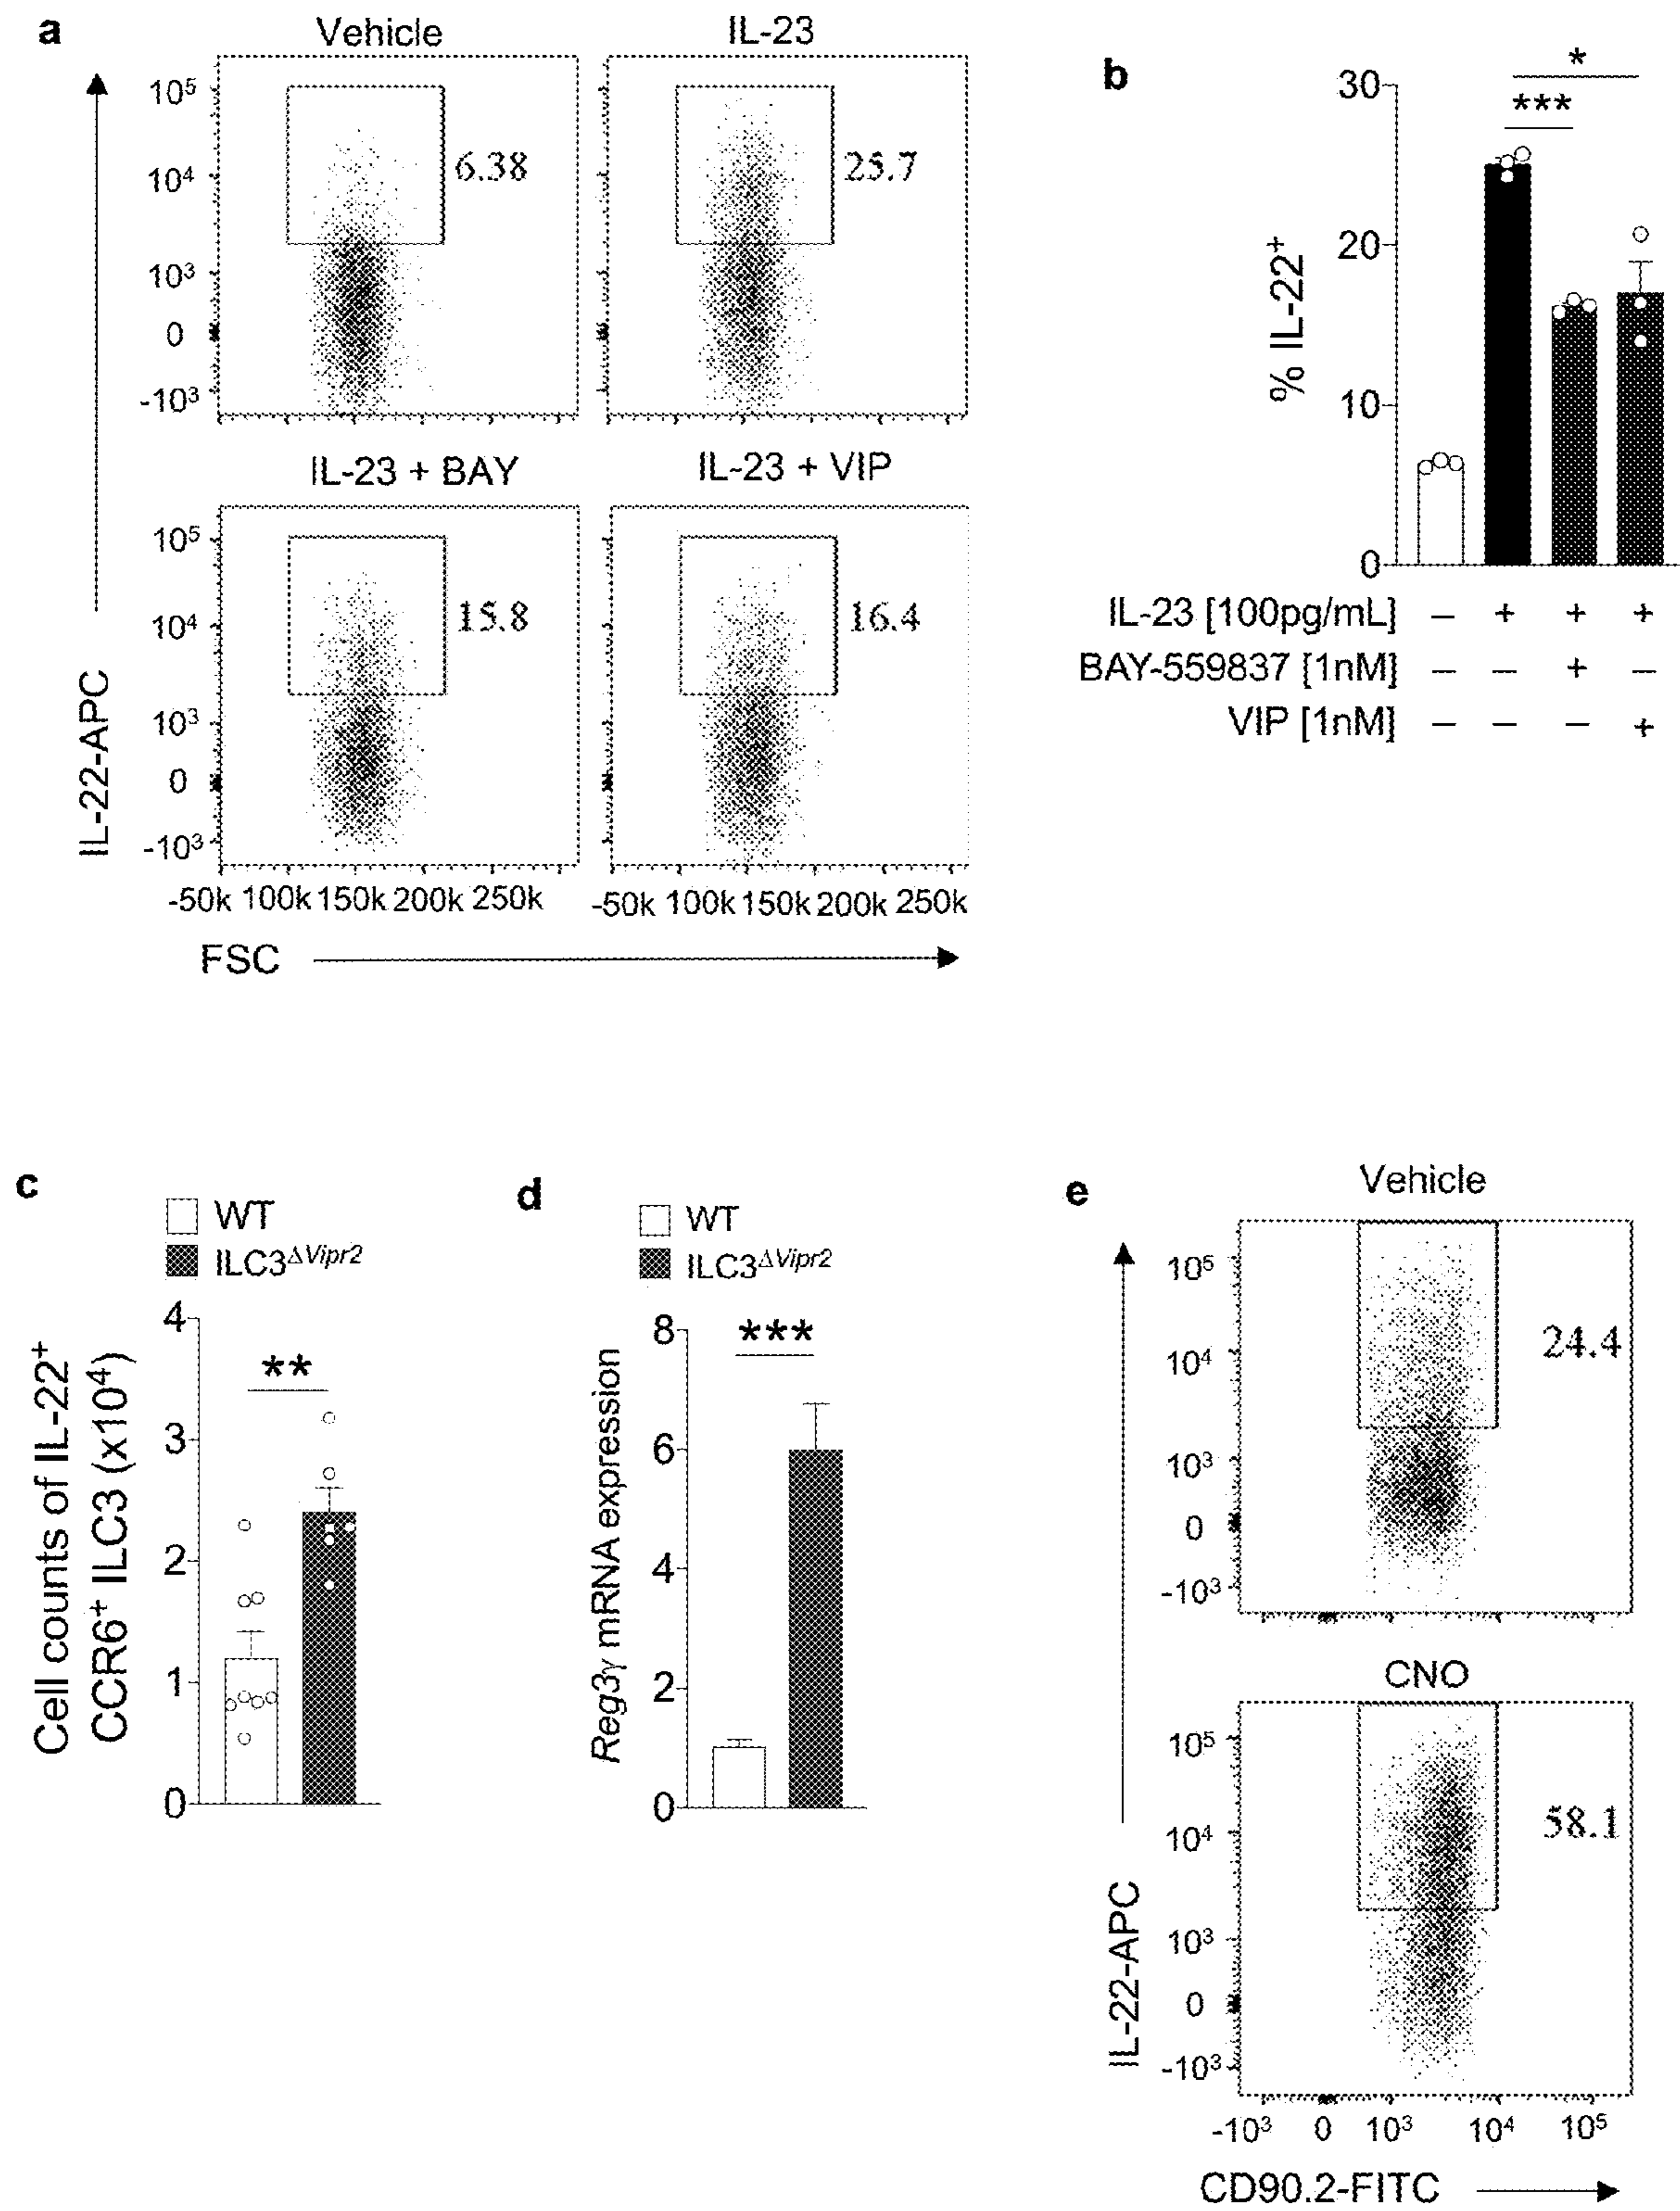 a
Vehicle
IL-23
10⁵
10⁴
10³
0
-10³
6.38
25.7
IL-23 + BAY
IL-23 + VIP
10⁵
10⁴
10³
0
-10³
15.8
16.4
IL-22-APC
-50k 100k 150k 200k 250k
-50k 100k 150k 200k 250k
FSC
b
*
***
30
20
10
0
% IL-22⁺
IL-23 [100pg/mL] – + + +
BAY-559837 [1nM] – – + –
VIP [1nM] – – – +
c
WT
ILC3ΔVipr2
**
4
3
2
1
0
Cell counts of IL-22⁺
CCR6⁺ ILC3 (x10⁴)
d
WT
ILC3ΔVipr2
***
8
6
4
2
0
Reg3γ mRNA expression
e
Vehicle
10⁵
10⁴
10³
0
-10³
24.4
CNO
10⁵
10⁴
10³
0
-10³
58.1
IL-22-APC
-10³ 0 10³ 10⁴ 10⁵
CD90.2-FITC